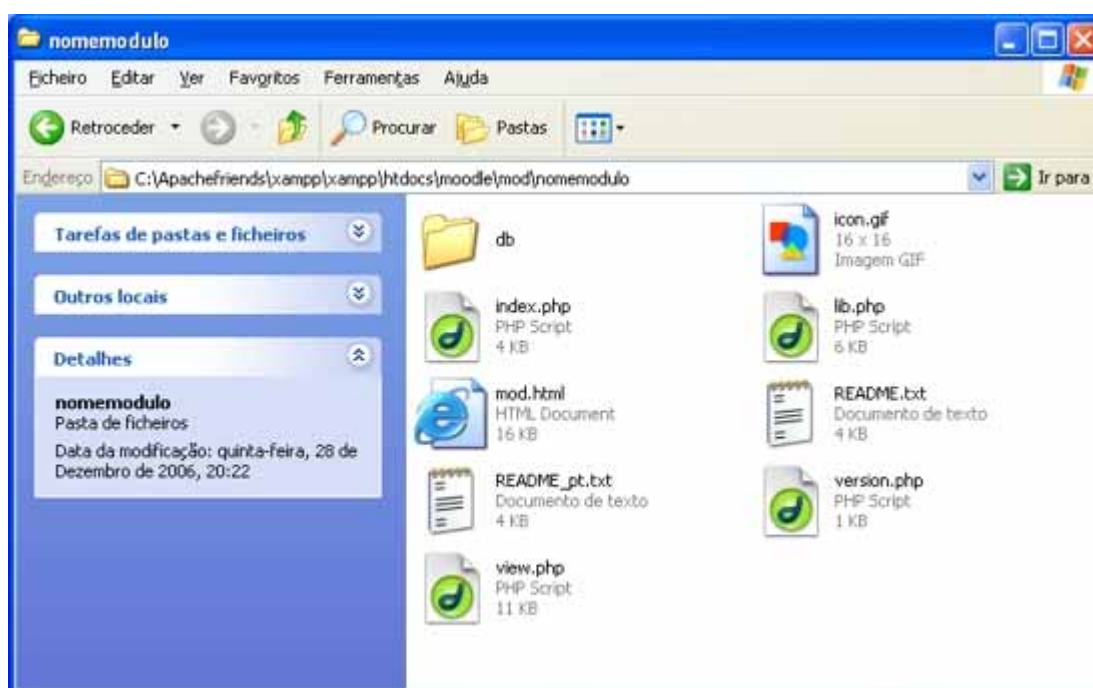 nomemodulo
Ficheiro Editar Ver Favoritos Ferramentas Ajuda
Retroceder Procurar Pastas
Endereço C:\Apachefriends\xampp\xampp\htdocs\moodle\mod\nomemodulo Ir para
Tarefas de pastas e ficheiros
Outros locais
Detalhes
nomemodulo
Pasta de ficheiros
Data da modificação: quinta-feira, 28 de
Dezembro de 2006, 20:22
db
icon.gif
16 x 16
Imagem GIF
index.php
PHP Script
4 KB
lib.php
PHP Script
6 KB
mod.html
HTML Document
16 KB
README.txt
Documento de texto
4 KB
README_pt.txt
Documento de texto
4 KB
version.php
PHP Script
1 KB
view.php
PHP Script
11 KB